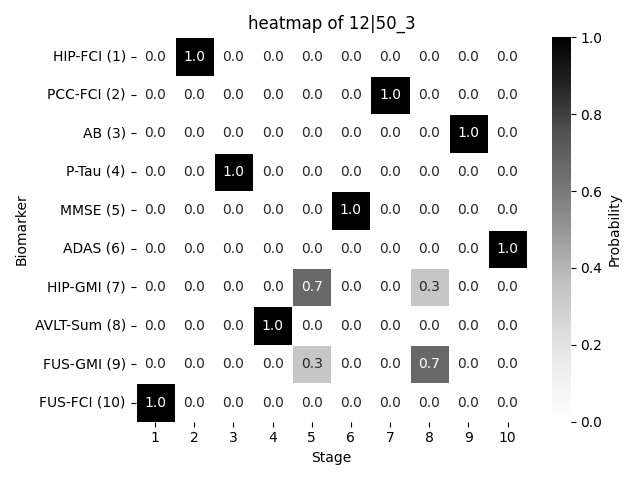 heatmap of 12|50_3
HIP-FCI (1) 0.0 1.0 0.0 0.0 0.0 0.0 0.0 0.0 0.0 0.0
PCC-FCI (2) 0.0 0.0 0.0 0.0 0.0 0.0 1.0 0.0 0.0 0.0
AB (3) 0.0 0.0 0.0 0.0 0.0 0.0 0.0 0.0 1.0 0.0
P-Tau (4) 0.0 0.0 1.0 0.0 0.0 0.0 0.0 0.0 0.0 0.0
MMSE (5) 0.0 0.0 0.0 0.0 0.0 1.0 0.0 0.0 0.0 0.0
ADAS (6) 0.0 0.0 0.0 0.0 0.0 0.0 0.0 0.0 0.0 1.0
HIP-GMI (7) 0.0 0.0 0.0 0.0 0.7 0.0 0.0 0.3 0.0 0.0
AVLT-Sum (8) 0.0 0.0 0.0 1.0 0.0 0.0 0.0 0.0 0.0 0.0
FUS-GMI (9) 0.0 0.0 0.0 0.0 0.3 0.0 0.0 0.7 0.0 0.0
FUS-FCI (10) 1.0 0.0 0.0 0.0 0.0 0.0 0.0 0.0 0.0 0.0
1 2 3 4 5 6 7 8 9 10
Stage
Biomarker
1.0
0.8
0.6
0.4
0.2
0.0
Probability